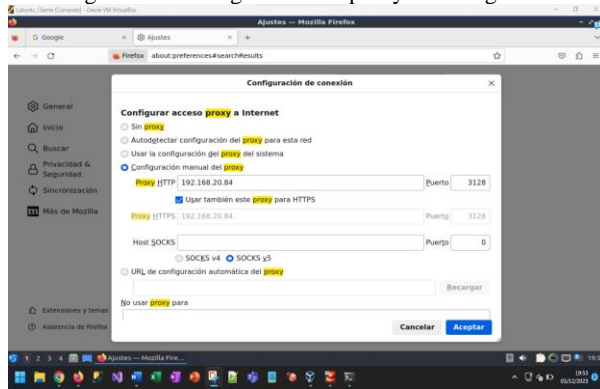 Lubuntu_Cliente [Corriendo] - Oracle VM VirtualBox
Ajustes — Mozilla Firefox
Google
Ajustes
Firefox about:preferences#searchResults
General
Inicio
Buscar
Privacidad &
Seguridad
Sincronización
Más de Mozilla
Extensiones y temas
Asistencia de Firefox
Configuración de conexión
Configurar acceso proxy a Internet
Sin proxy
Autodetectar configuración del proxy para esta red
Usar la configuración del proxy del sistema
Configuración manual del proxy
Proxy HTTP 192.168.20.84 Puerto 3128
Usar también este proxy para HTTPS
Proxy HTTPS 192.168.20.84 Puerto 3128
Host SOCKS Puerto 0
SOCKS v4 SOCKS v5
URL de configuración automática del proxy
Recargar
No usar proxy para
Cancelar Aceptar
1 2 3 4 Ajustes — Mozilla Fire...
19:53
05/12/2023